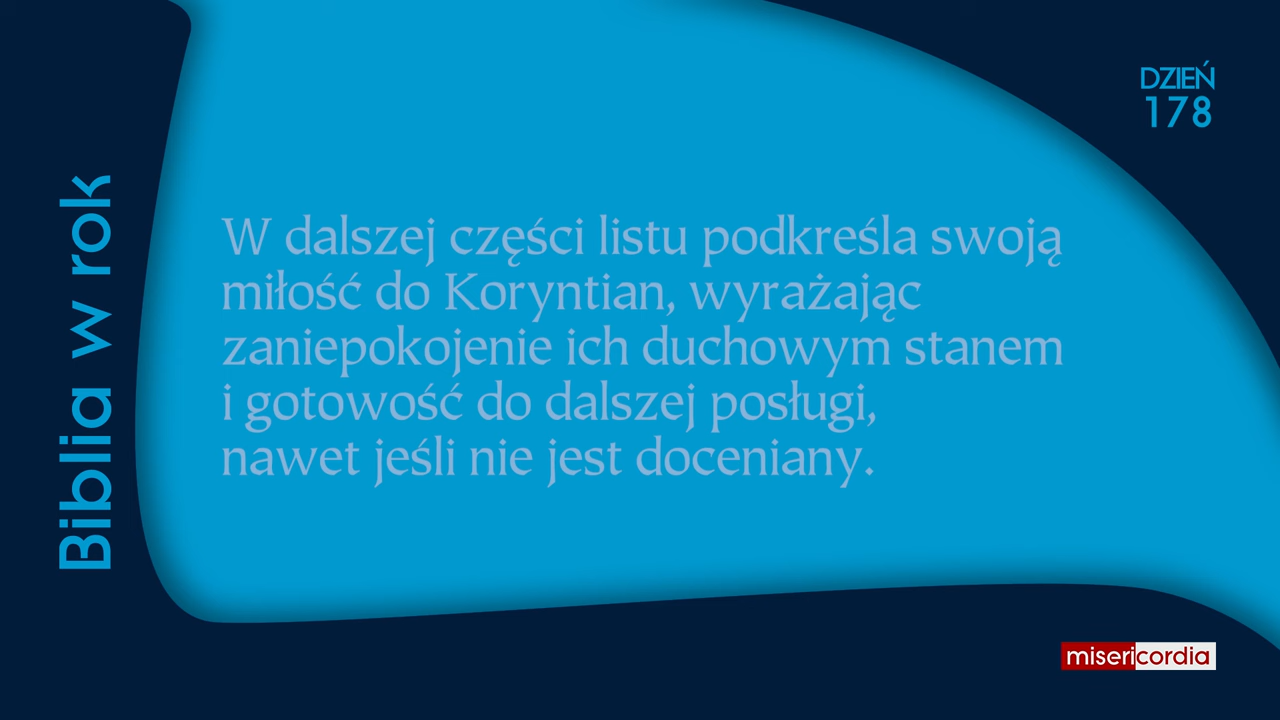 Biblia w rok
DZIEŃ
178
W dalszej części listu podkreśla swoją
miłość do Koryntian, wyrażając
zaniepokojenie ich duchowym stanem
i gotowość do dalszej posługi,
nawet jeśli nie jest doceniany.
misericordia